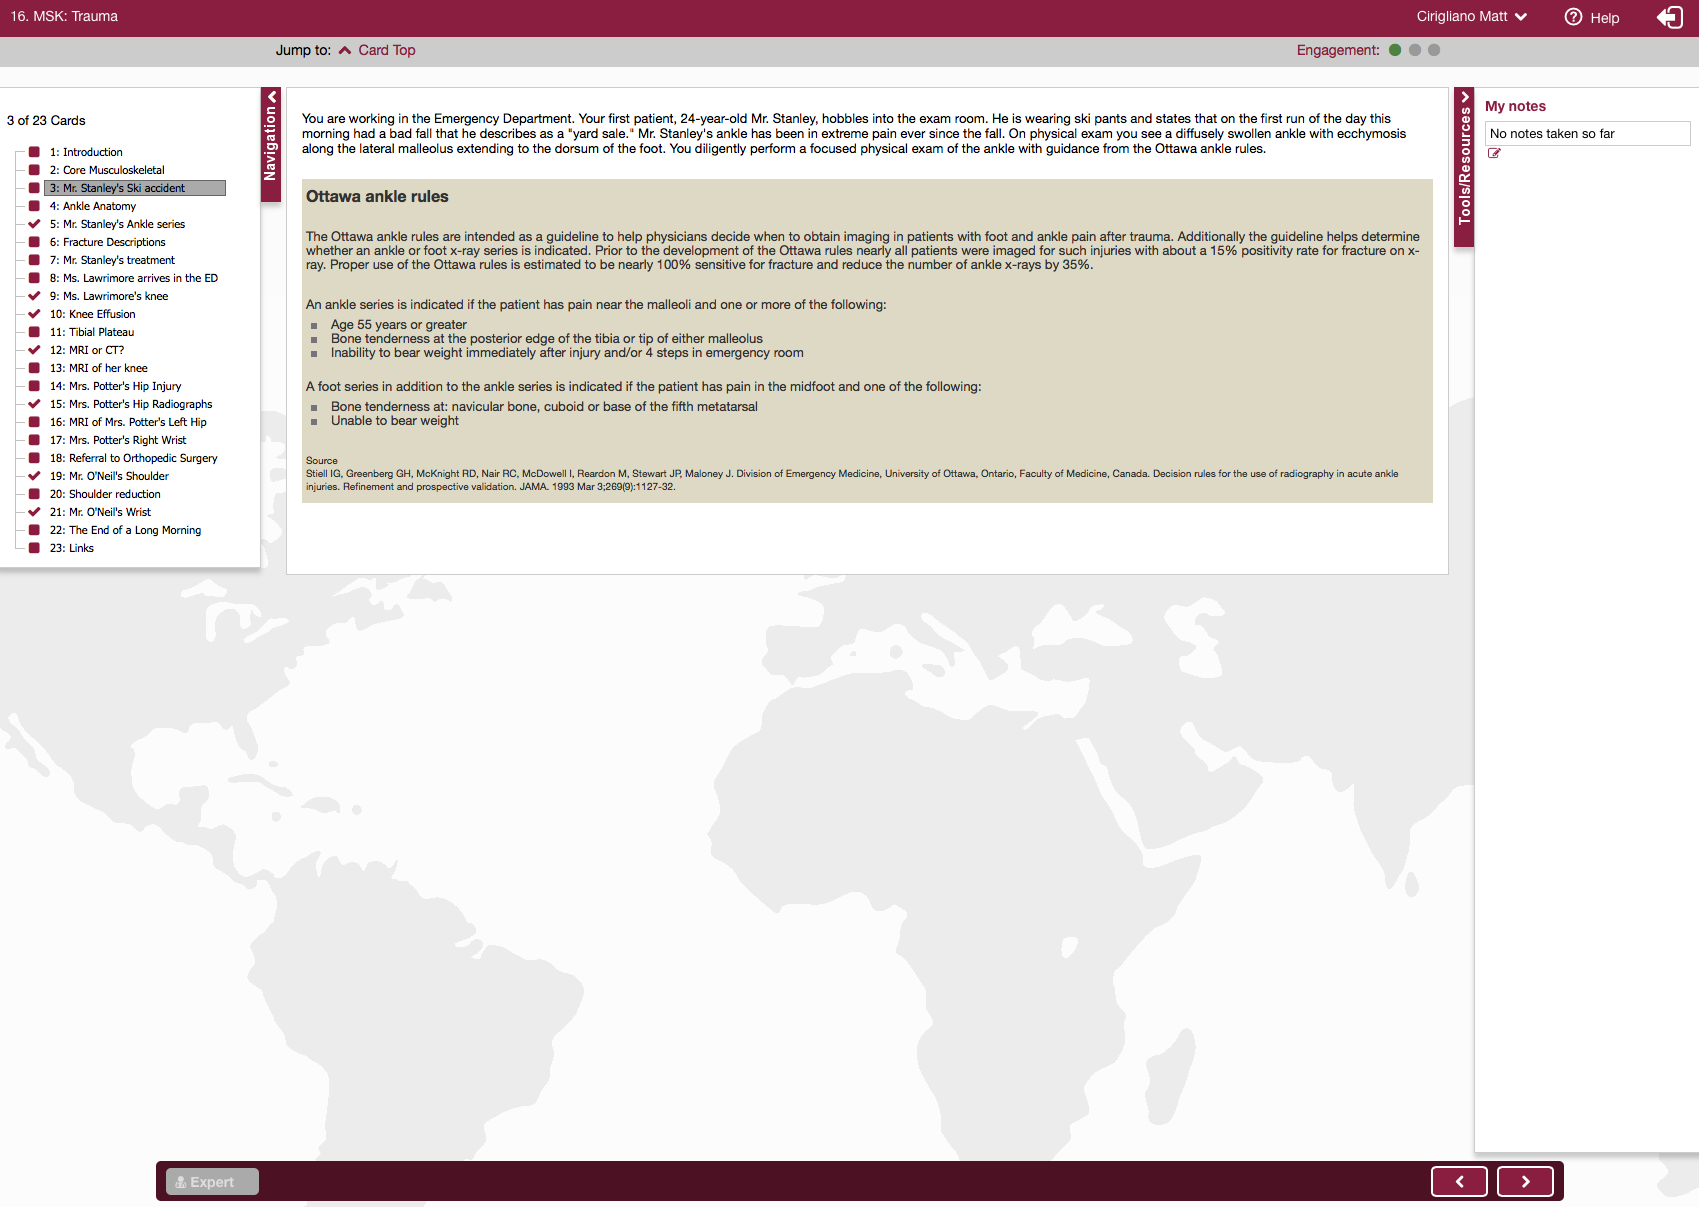 16. MSK: Trauma
Cirigliano Matt
Help
Jump to: Card Top
Engagement:
3 of 23 Cards
1: Introduction
2: Core Musculoskeletal
3: Mr. Stanley's Ski accident
4: Ankle Anatomy
5: Mr. Stanley's Ankle series
6: Fracture Descriptions
7: Mr. Stanley's treatment
8: Ms. Lawrimore arrives in the ED
9: Ms. Lawrimore's knee
10: Knee Effusion
11: Tibial Plateau
12: MRI or CT?
13: MRI of her knee
14: Mrs. Potter's Hip Injury
15: Mrs. Potter's Hip Radiographs
16: MRI of Mrs. Potter's Left Hip
17: Mrs. Potter's Right Wrist
18: Referral to Orthopedic Surgery
19: Mr. O'Neil's Shoulder
20: Shoulder reduction
21: Mr. O'Neil's Wrist
22: The End of a Long Morning
23: Links
Navigation
You are working in the Emergency Department. Your first patient, 24-year-old Mr. Stanley, hobbles into the exam room. He is wearing ski pants and states that on the first run of the day this
morning had a bad fall that he describes as a "yard sale." Mr. Stanley's ankle has been in extreme pain ever since the fall. On physical exam you see a diffusely swollen ankle with ecchymosis
along the lateral malleolus extending to the dorsum of the foot. You diligently perform a focused physical exam of the ankle with guidance from the Ottawa ankle rules.
Ottawa ankle rules
The Ottawa ankle rules are intended as a guideline to help physicians decide when to obtain imaging in patients with foot and ankle pain after trauma. Additionally the guideline helps determine
whether an ankle or foot x-ray series is indicated. Prior to the development of the Ottawa rules nearly all patients were imaged for such injuries with about a 15% positivity rate for fracture on x-
ray. Proper use of the Ottawa rules is estimated to be nearly 100% sensitive for fracture and reduce the number of ankle x-rays by 35%.
An ankle series is indicated if the patient has pain near the malleoli and one or more of the following:
Age 55 years or greater
Bone tenderness at the posterior edge of the tibia or tip of either malleolus
Inability to bear weight immediately after injury and/or 4 steps in emergency room
A foot series in addition to the ankle series is indicated if the patient has pain in the midfoot and one of the following:
Bone tenderness at: navicular bone, cuboid or base of the fifth metatarsal
Unable to bear weight
Source
Stiell IG, Greenberg GH, McKnight RD, Nair RC, McDowell I, Reardon M, Stewart JP, Maloney J. Division of Emergency Medicine, University of Ottawa, Ontario, Faculty of Medicine, Canada. Decision rules for the use of radiography in acute ankle
injuries. Refinement and prospective validation. JAMA. 1993 Mar 3;269(9):1127-32.
Tools/Resources
My notes
No notes taken so far
Expert